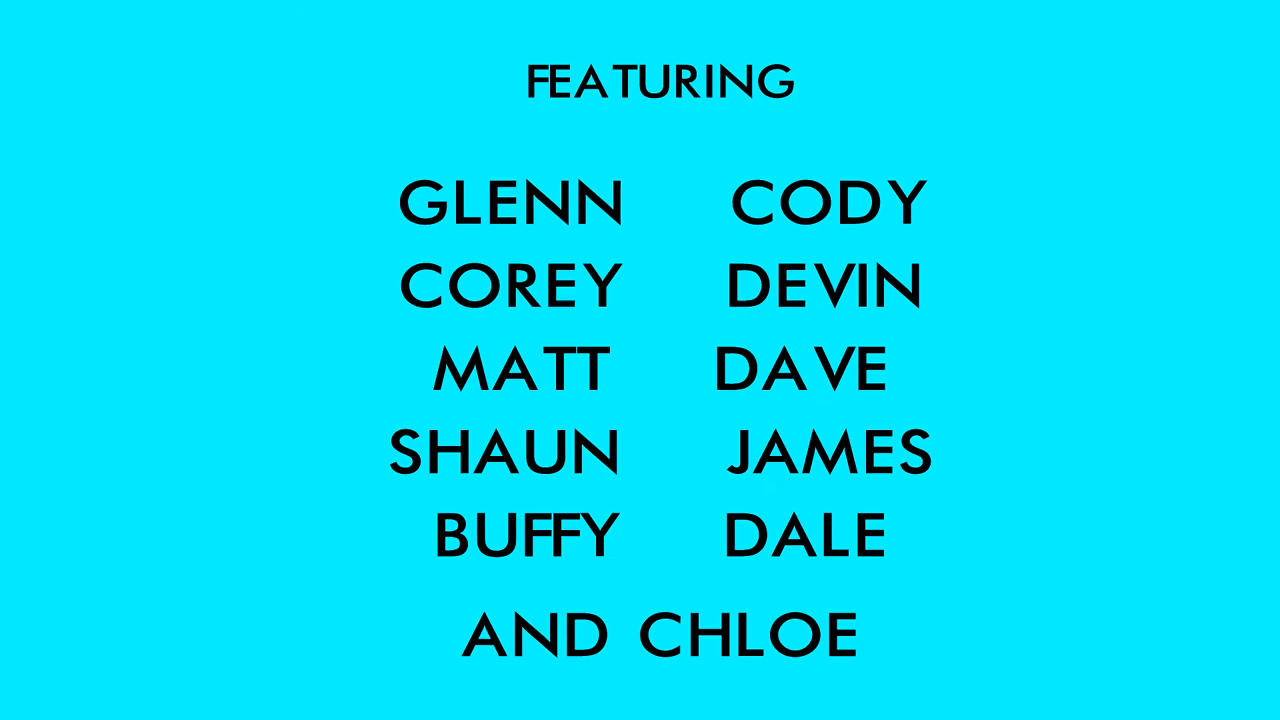 FEATURING
GLENN CODY
COREY DEVIN
MATT DAVE
SHAUN JAMES
BUFFY DALE
AND CHLOE